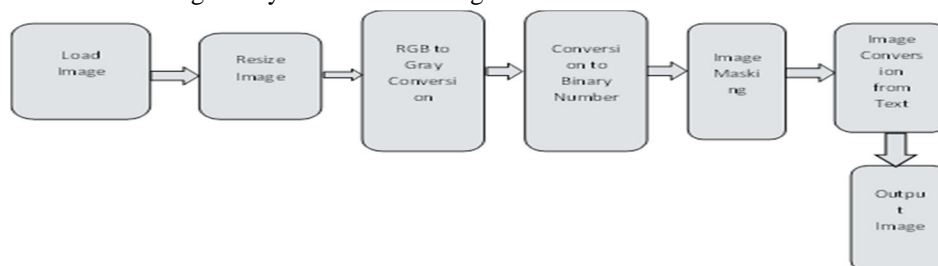 Load
Image
Resize
Image
RGB to
Gray
Conversi
on
Conversi
on to
Binary
Number
Image
Maski
ng
Image
Convers
ion
from
Text
Outpu
t
Image